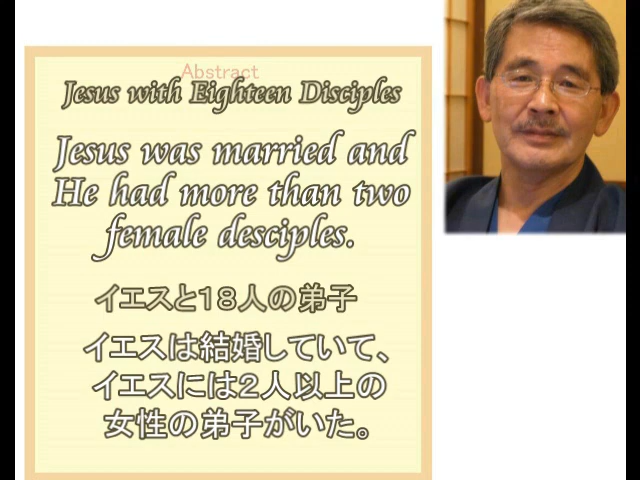 Abstract
Jesus with Eighteen Disciples
Jesus was married and
He had more than two
female desciples.
イエスと18人の弟子
イエスは結婚していて、
イエスには2人以上の
女性の弟子がいた。